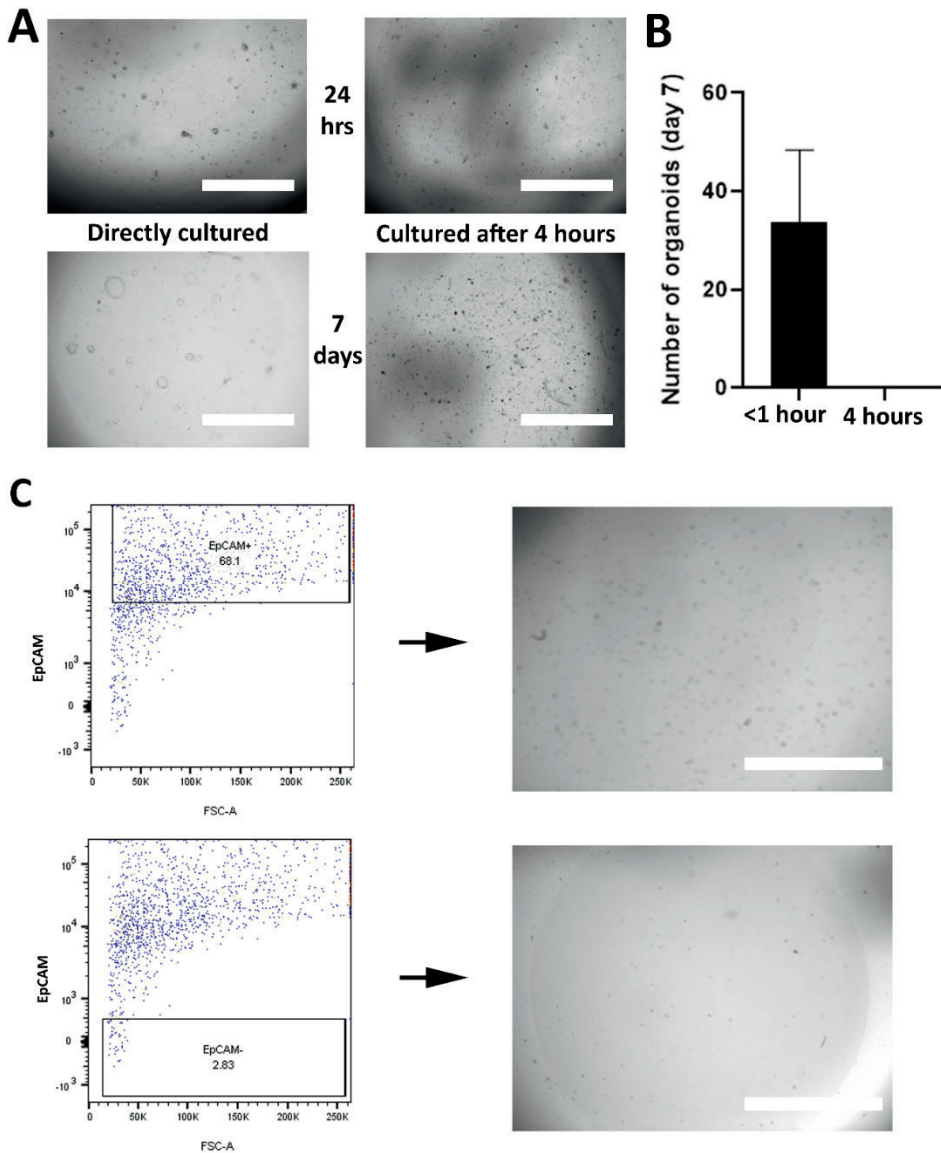 A
24
hrs
Directly cultured
Cultured after 4 hours
7
days
B
Number of organoids (day 7)
60
40
20
0
<1 hour
4 hours
C
EpCAM
10^5
10^4
10^3
0
-10^3
EpCAM+
68.1
0
50K
100K
150K
200K
250K
FSC-A
EpCAM
10^5
10^4
10^3
0
-10^3
EpCAM-
2.83
0
50K
100K
150K
200K
250K
FSC-A